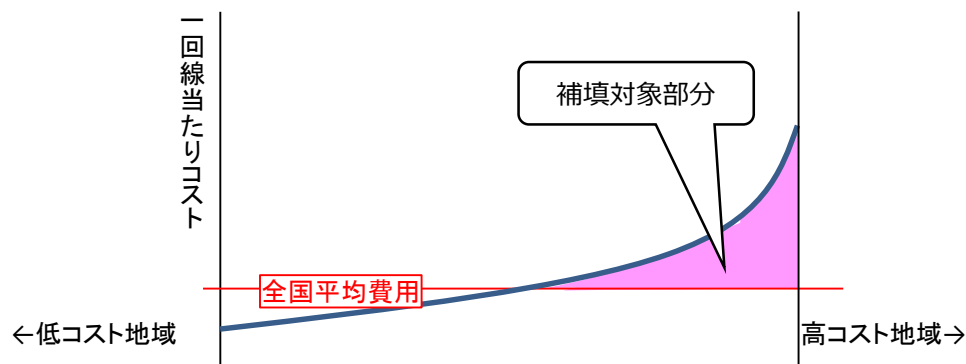 一回線当たりコスト
補填対象部分
全国平均費用
←低コスト地域
高コスト地域→